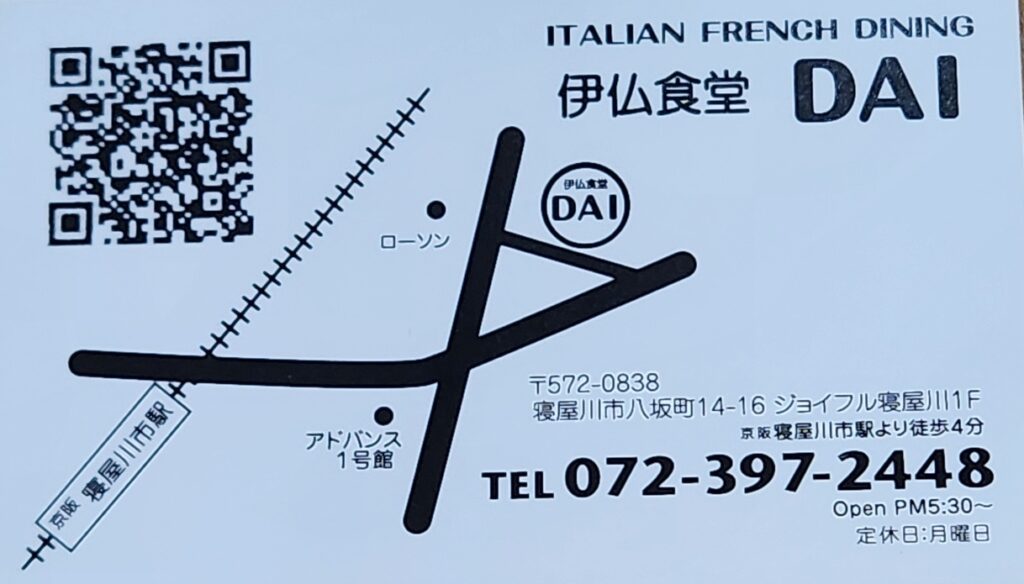 ITALIAN FRENCH DINING
伊仏食堂 DAI
伊仏食堂
DAI
ローソン
アドバンス
1号館
京阪 寝屋川市駅
〒572-0838
寝屋川市八坂町14-16 ジョイフル寝屋川1F
京阪寝屋川市駅より徒歩4分
TEL 072-397-2448
Open PM5:30〜
定休日:月曜日